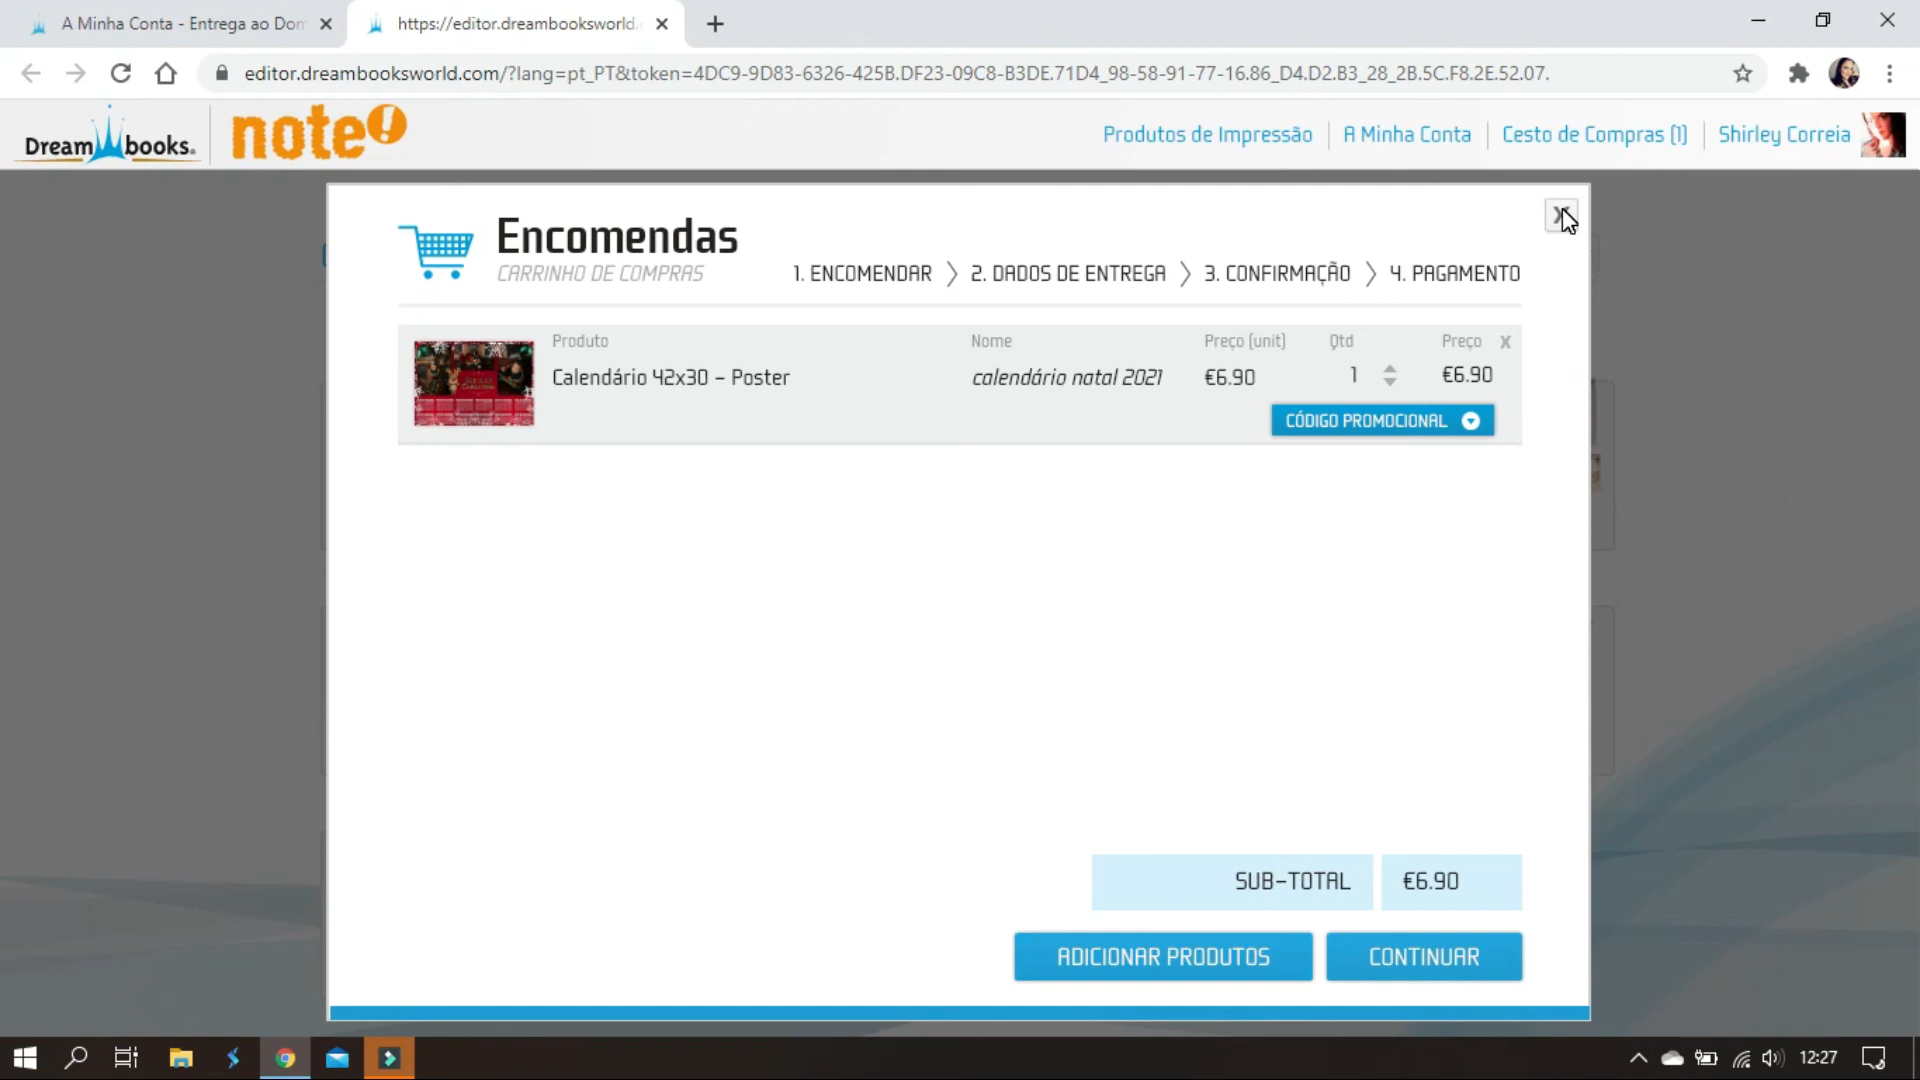 A Minha Conta - Entrega ao Dom
https://editor.dreambooksworld.
editor.dreambooksworld.com/?lang=pt_PT&token=4DC9-9D83-6326-425B.DF23-09C8-B3DE.71D4_98-58-91-77-16.86_D4.D2.B3_28_2B.5C.F8.2E.52.07.
Dreambooks.
note!
Produtos de Impressão
A Minha Conta
Cesto de Compras (1)
Shirley Correia
X
Encomendas
CARRINHO DE COMPRAS
1. ENCOMENDAR
2. DADOS DE ENTREGA
3. CONFIRMAÇÃO
4. PAGAMENTO
Produto
Nome
Preço (unit)
Qtd
Preço
X
Calendário 42x30 - Poster
calendário natal 2021
€6.90
1
€6.90
CÓDIGO PROMOCIONAL
SUB-TOTAL
€6.90
ADICIONAR PRODUTOS
CONTINUAR
12:27